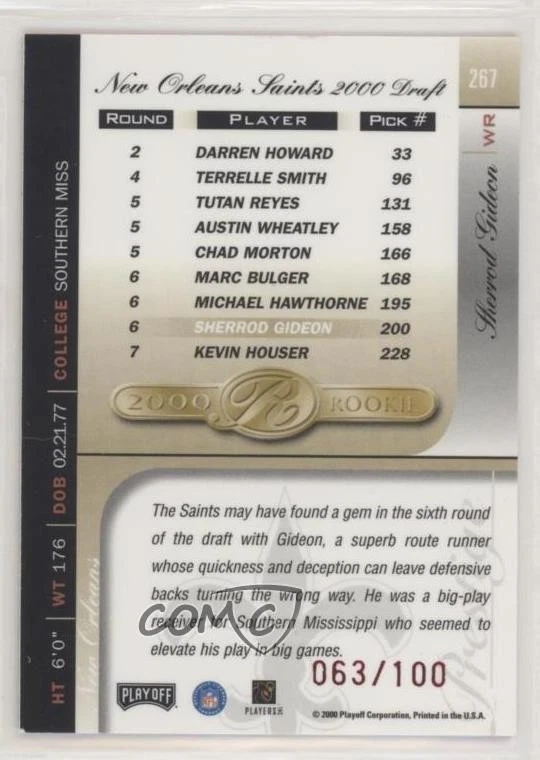 New Orleans Saints 2000 Draft
267
ROUND PLAYER PICK #
WR
2 DARREN HOWARD 33
4 TERRELLE SMITH 96
5 TUTAN REYES 131
5 AUSTIN WHEATLEY 158
5 CHAD MORTON 166
6 MARC BULGER 168
6 MICHAEL HAWTHORNE 195
6 SHERROD GIDEON 200
7 KEVIN HOUSER 228
Sherrod Gideon
2000 R ROOKIE
HT 6'0" WT 176 DOB 02.21.77 COLLEGE SOUTHERN MISS
The Saints may have found a gem in the sixth round
of the draft with Gideon, a superb route runner
whose quickness and deception can leave defensive
backs turning the wrong way. He was a big-play
receiver for Southern Mississippi who seemed to
elevate his play in big games.
COMC
063/100
New Orleans
Prestige
PLAYOFF
NFL
PLAYERS INC
© 2000 Playoff Corporation, Printed in the U.S.A.